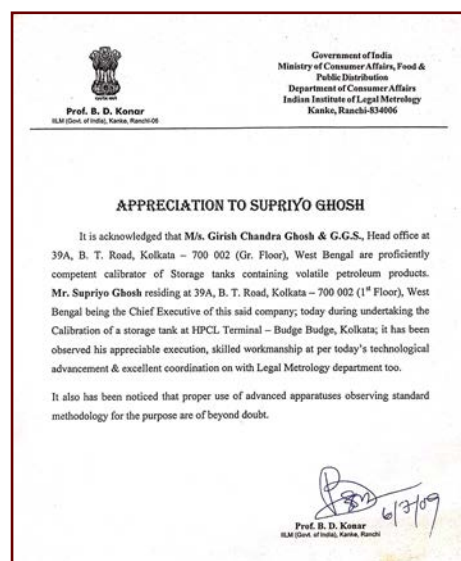 Government of India
Ministry of Consumer Affairs, Food &
Public Distribution
Department of Consumer Affairs
Indian Institute of Legal Metrology
Kanke, Ranchi-834006
Prof. B. D. Konar
IILM (Govt. of India), Kanke, Ranchi-06
APPRECIATION TO SUPRIYO GHOSH
It is acknowledged that M/s. Girish Chandra Ghosh & G.G.S., Head office at
39A, B. T. Road, Kolkata – 700 002 (Gr. Floor), West Bengal are proficiently
competent calibrator of Storage tanks containing volatile petroleum products.
Mr. Supriyo Ghosh residing at 39A, B. T. Road, Kolkata – 700 002 (1st Floor), West
Bengal being the Chief Executive of this said company; today during undertaking the
Calibration of a storage tank at HPCL Terminal – Budge Budge, Kolkata; it has been
observed his appreciable execution, skilled workmanship at per today's technological
advancement & excellent coordination on with Legal Metrology department too.
It also has been noticed that proper use of advanced apparatuses observing standard
methodology for the purpose are of beyond doubt.
6/7/09
Prof. B. D. Konar
IILM (Govt. of India), Kanke, Ranchi